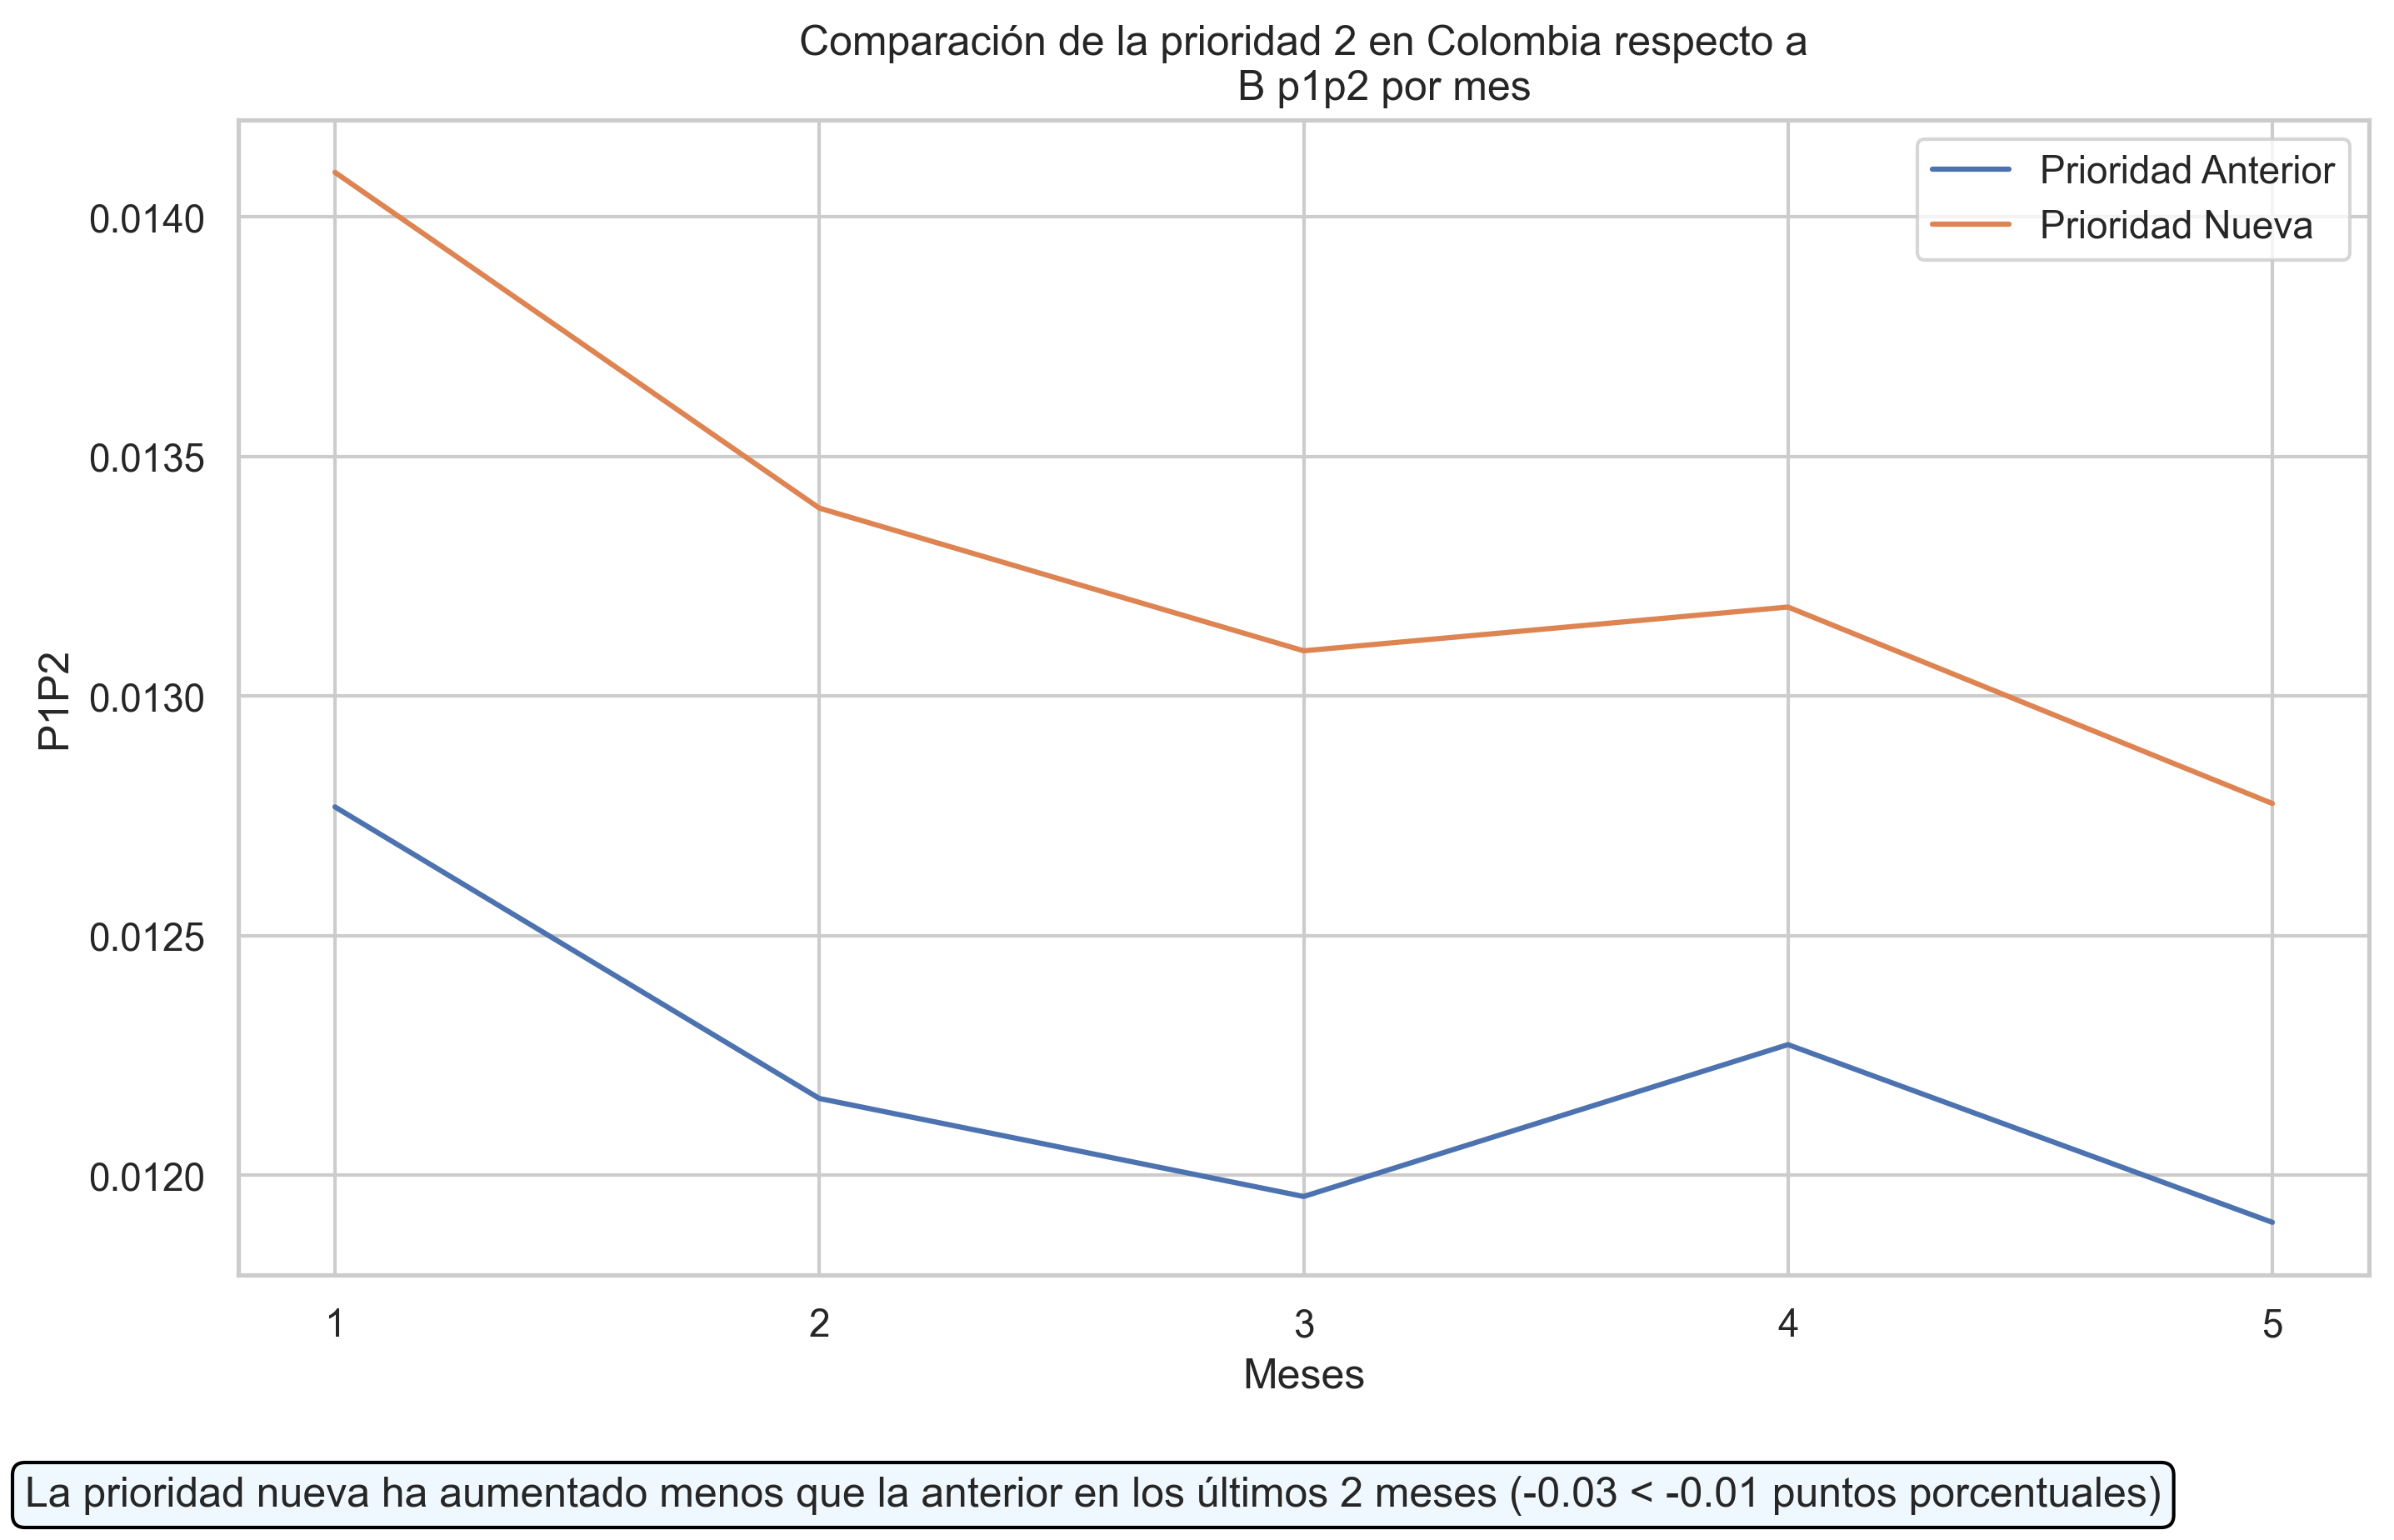 Comparación de la prioridad 2 en Colombia respecto a
B p1p2 por mes
Prioridad Anterior
Prioridad Nueva
0.0140
0.0135
0.0130
0.0125
0.0120
P1P2
1 2 3 4 5
Meses
La prioridad nueva ha aumentado menos que la anterior en los últimos 2 meses (-0.03 < -0.01 puntos porcentuales)